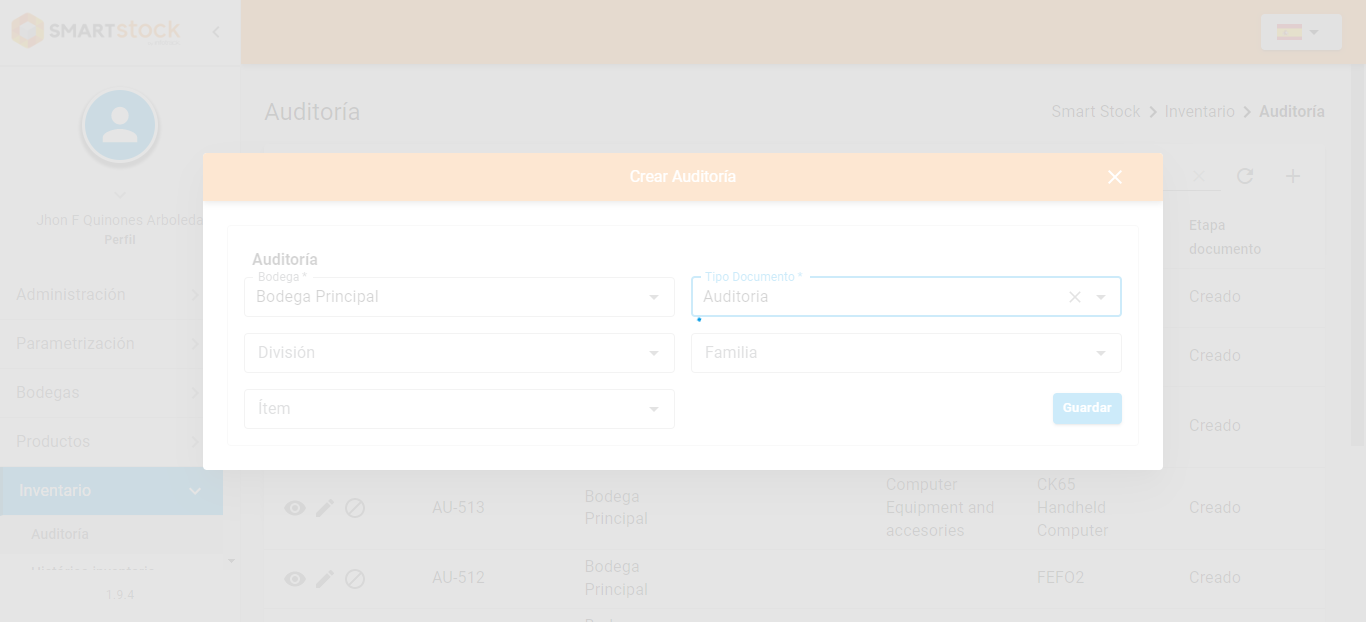 SMARTstock
Auditoría
Smart Stock > Inventario > Auditoría
Jhon F Quinones Arboleda
Perfil
Administración
Parametrización
Bodegas
Productos
Inventario
Auditoría
1.9.4
Crear Auditoría
Auditoría
Bodega *
Bodega Principal
Tipo Documento *
Auditoria
División
Familia
Ítem
Guardar
Etapa
documento
Creado
Creado
Creado
AU-513
Bodega
Principal
Computer
Equipment and
accesories
CK65
Handheld
Computer
Creado
AU-512
Bodega
Principal
FEFO2
Creado